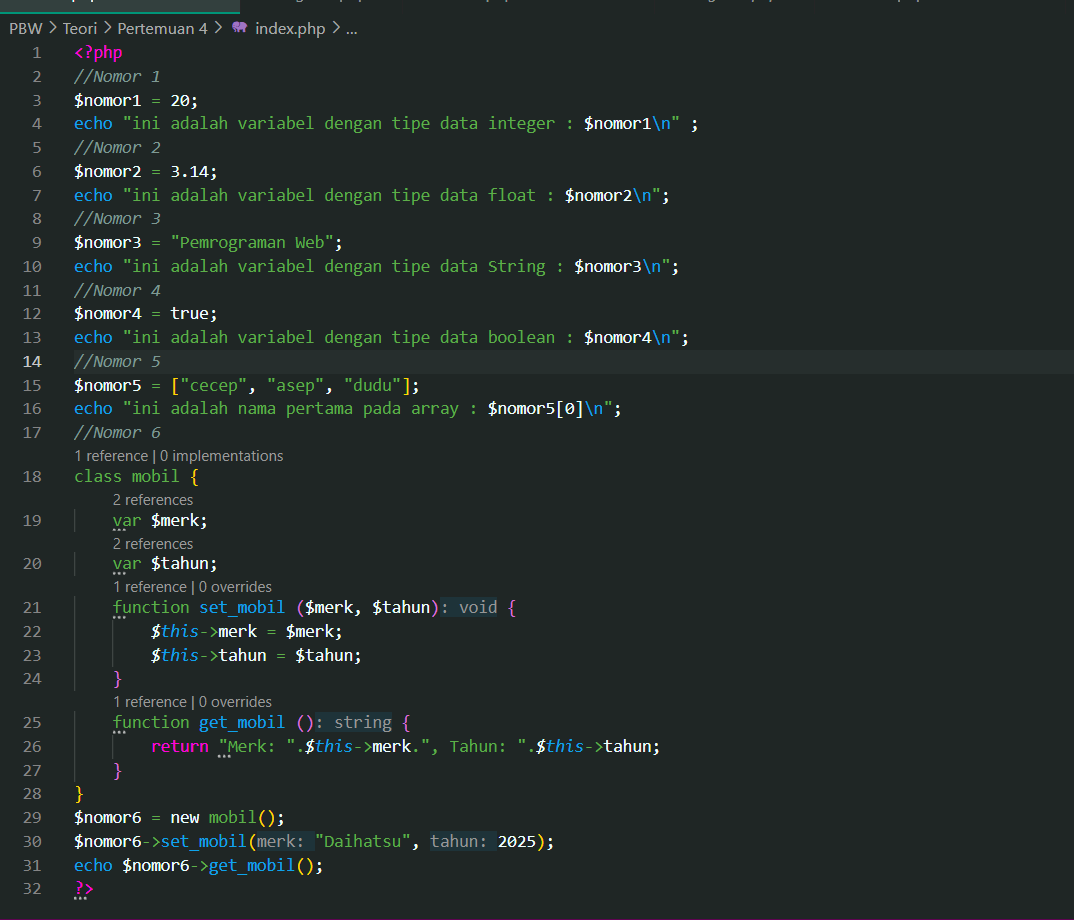 PBW > Teori > Pertemuan 4 > index.php > ...
1 <?php
2 //Nomor 1
3 $nomor1 = 20;
4 echo "ini adalah variabel dengan tipe data integer : $nomor1\n" ;
5 //Nomor 2
6 $nomor2 = 3.14;
7 echo "ini adalah variabel dengan tipe data float : $nomor2\n";
8 //Nomor 3
9 $nomor3 = "Pemrograman Web";
10 echo "ini adalah variabel dengan tipe data String : $nomor3\n";
11 //Nomor 4
12 $nomor4 = true;
13 echo "ini adalah variabel dengan tipe data boolean : $nomor4\n";
14 //Nomor 5
15 $nomor5 = ["cecep", "asep", "dudu"];
16 echo "ini adalah nama pertama pada array : $nomor5[0]\n";
17 //Nomor 6
1 reference | 0 implementations
18 class mobil {
2 references
19 var $merk;
2 references
20 var $tahun;
1 reference | 0 overrides
21 function set_mobil ($merk, $tahun): void {
22 $this->merk = $merk;
23 $this->tahun = $tahun;
24 }
1 reference | 0 overrides
25 function get_mobil (): string {
26 return "Merk: ".$this->merk.", Tahun: ".$this->tahun;
27 }
28 }
29 $nomor6 = new mobil();
30 $nomor6->set_mobil(merk: "Daihatsu", tahun: 2025);
31 echo $nomor6->get_mobil();
32 ?>